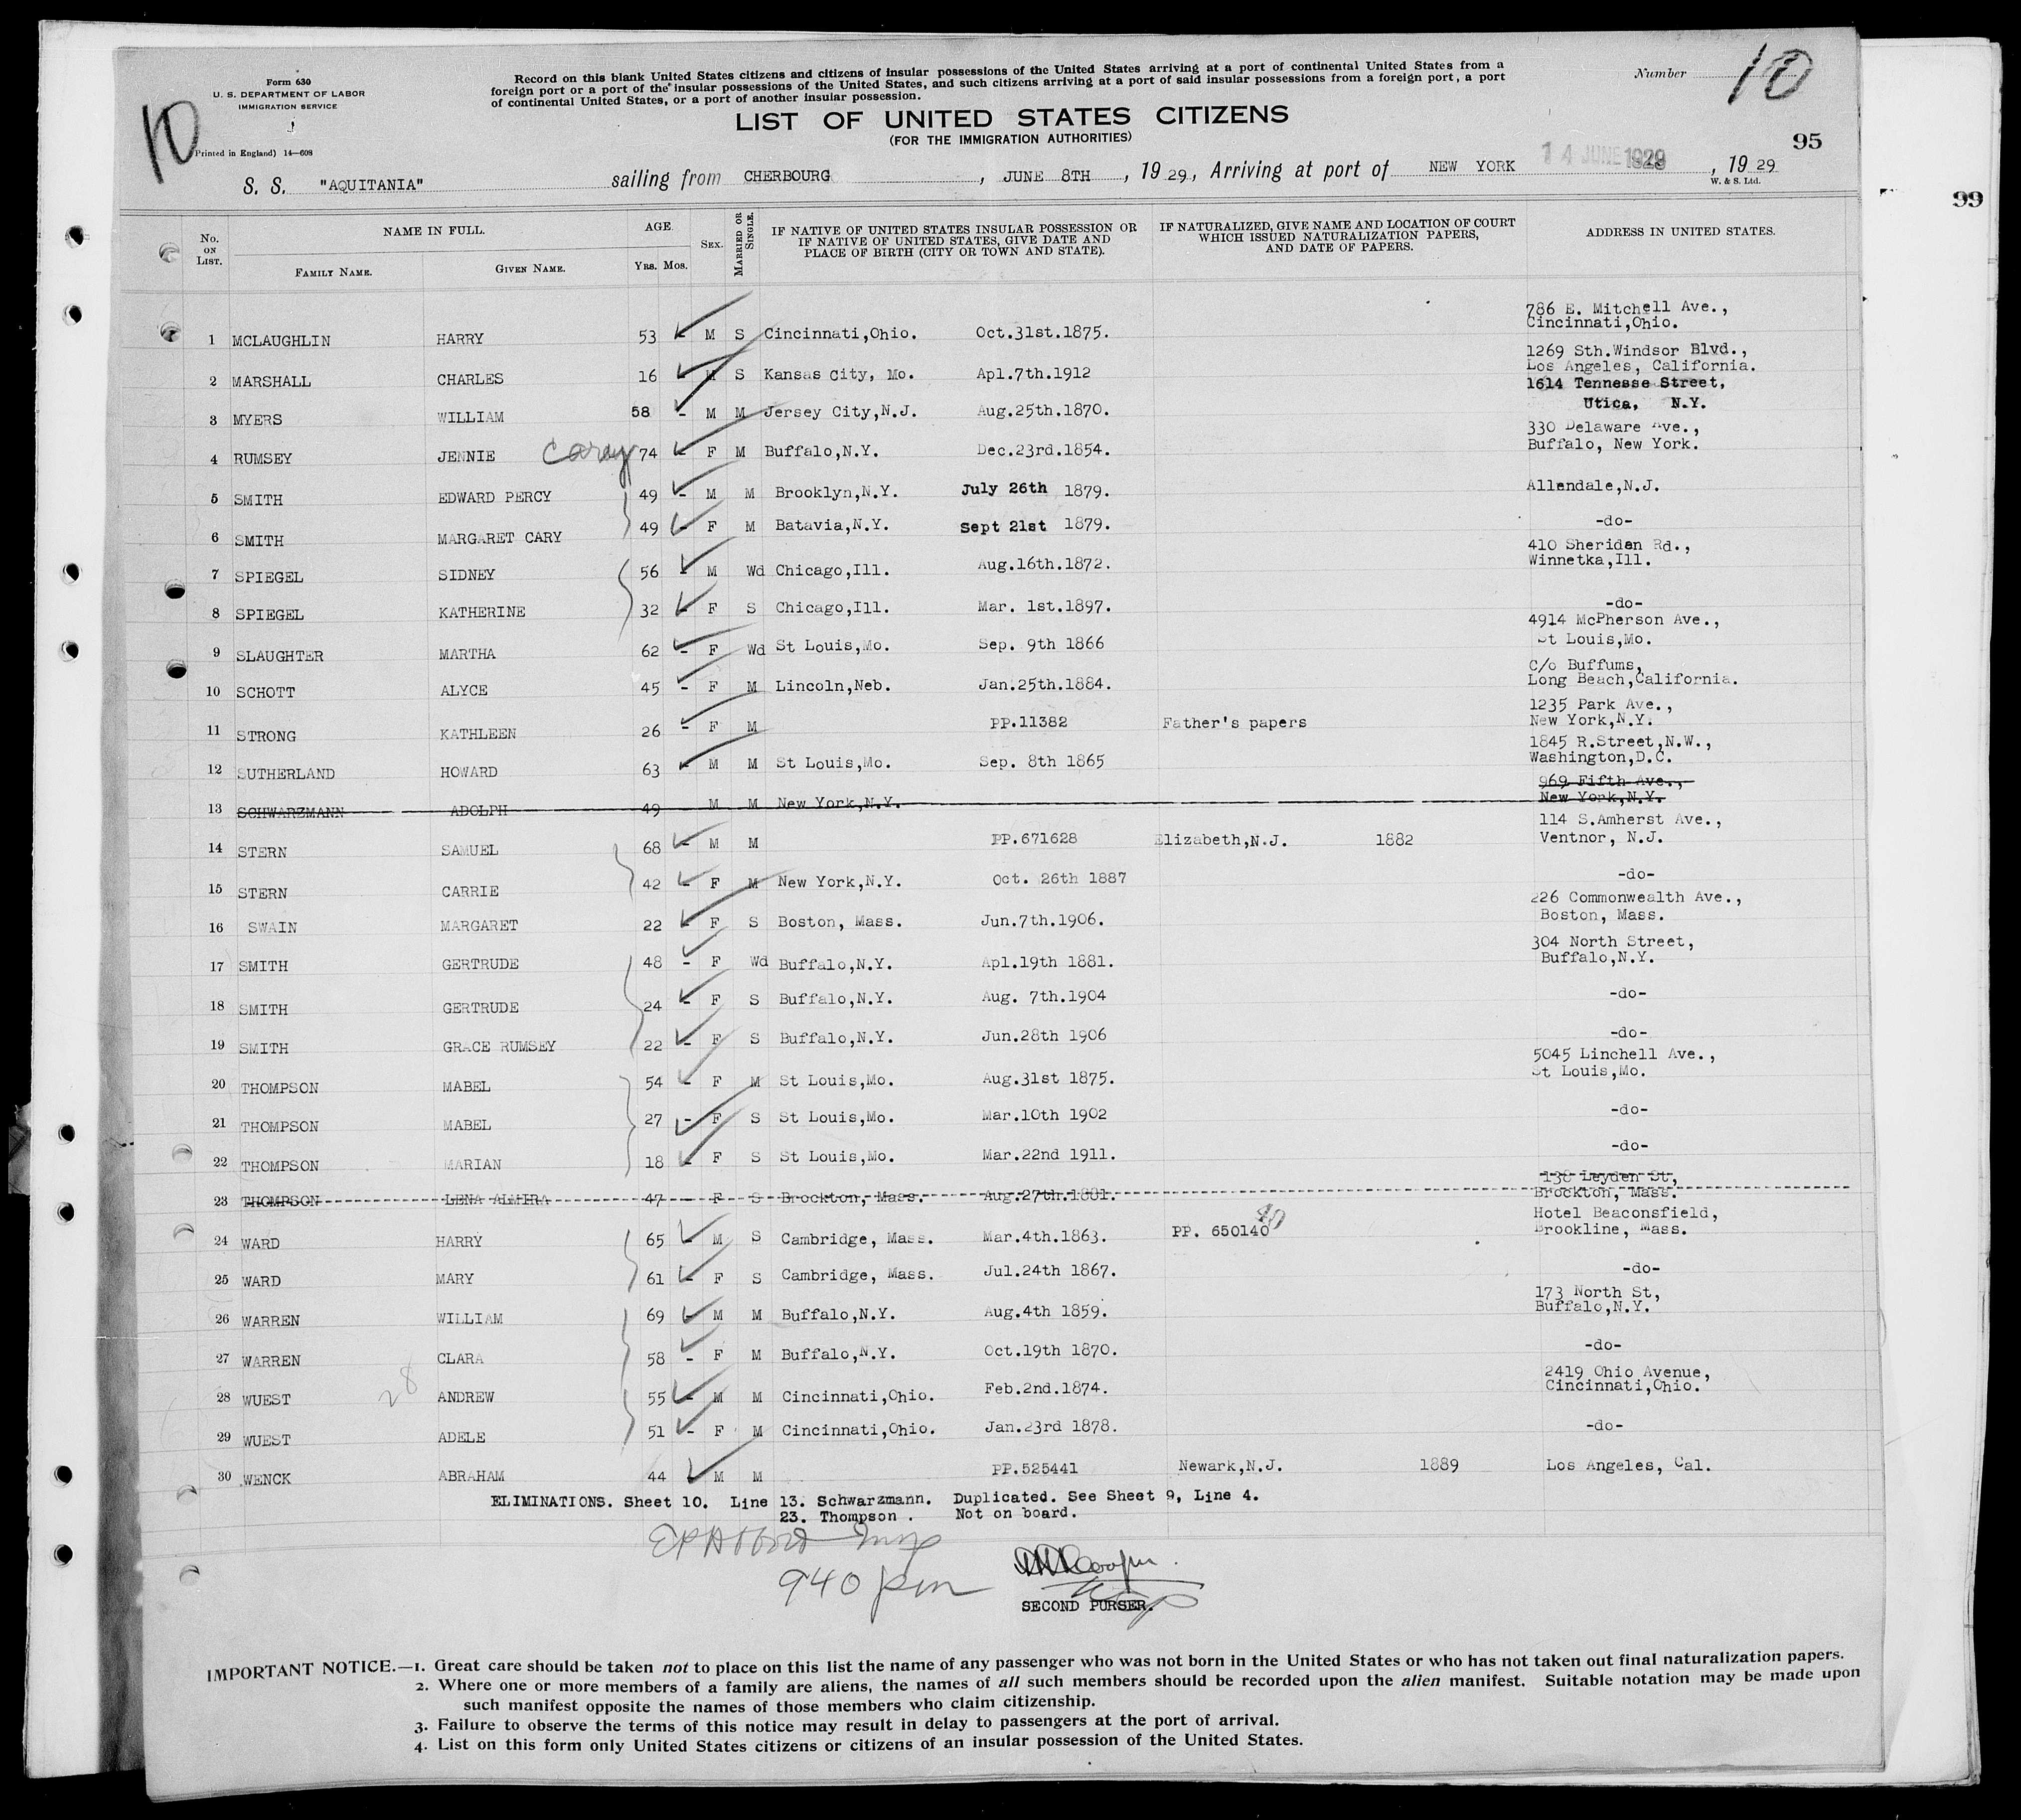 Form 630
U. S. DEPARTMENT OF LABOR
IMMIGRATION SERVICE
(Printed in England) 14—608
10
Record on this blank United States citizens and citizens of insular possessions of the United States arriving at a port of continental United States from a
foreign port or a port of the insular possessions of the United States, and such citizens arriving at a port of said insular possessions from a foreign port, a port
of continental United States, or a port of another insular possession.
Number 10
LIST OF UNITED STATES CITIZENS
(FOR THE IMMIGRATION AUTHORITIES)
95
99
S. S. "AQUITANIA" sailing from CHERBOURG, JUNE 8TH, 1929, Arriving at port of NEW YORK 14 JUNE 1929, 1929
W. & S. Ltd.
No. ON LIST. NAME IN FULL. FAMILY NAME. GIVEN NAME. AGE. YRS. MOS. SEX. MARRIED OR SINGLE. IF NATIVE OF UNITED STATES INSULAR POSSESSION OR IF NATIVE OF UNITED STATES, GIVE DATE AND PLACE OF BIRTH (CITY OR TOWN AND STATE). IF NATURALIZED, GIVE NAME AND LOCATION OF COURT WHICH ISSUED NATURALIZATION PAPERS, AND DATE OF PAPERS. ADDRESS IN UNITED STATES.
1 MCLAUGHLIN HARRY 53 M S Cincinnati,Ohio. Oct.31st.1875. 786 E. Mitchell Ave., Cincinnati,Ohio.
2 MARSHALL CHARLES 16 M S Kansas City, Mo. Apl.7th.1912 1269 Sth.Windsor Blvd., Los Angeles, California.
3 MYERS WILLIAM 58 - M M Jersey City,N.J. Aug.25th.1870. 1614 Tennesse Street, Utica, N.Y.
4 RUMSEY JENNIE Cary 74 F M Buffalo,N.Y. Dec.23rd.1854. 330 Delaware Ave., Buffalo, New York.
5 SMITH EDWARD PERCY 49 - M M Brooklyn,N.Y. July 26th 1879. Allendale,N.J.
6 SMITH MARGARET CARY 49 - F M Batavia,N.Y. Sept 21st 1879. -do-
7 SPIEGEL SIDNEY 56 - M Wd Chicago,Ill. Aug.16th.1872. 410 Sheridan Rd., Winnetka,Ill.
8 SPIEGEL KATHERINE 32 - F S Chicago,Ill. Mar. 1st.1897. -do-
9 SLAUGHTER MARTHA 62 - F Wd St Louis,Mo. Sep. 9th 1866 4914 McPherson Ave., St Louis,Mo.
10 SCHOTT ALYCE 45 - F M Lincoln,Neb. Jan.25th.1884. C/o Buffums, Long Beach,California.
11 STRONG KATHLEEN 26 - F M PP.11382 Father's papers 1235 Park Ave., New York,N.Y.
12 SUTHERLAND HOWARD 63 - M M St Louis,Mo. Sep. 8th 1865 1845 R.Street,N.W., Washington,D.C.
13 SCHWARZMANN ADOLPH 49 M M New York,N.Y. 969 Fifth Ave., New York,N.Y.
14 STERN SAMUEL 68 - M M PP.671628 Elizabeth,N.J. 1882 114 S.Amherst Ave., Ventnor, N.J.
15 STERN CARRIE 42 - F M New York,N.Y. Oct. 26th 1887 -do-
16 SWAIN MARGARET 22 F S Boston, Mass. Jun.7th.1906. 226 Commonwealth Ave., Boston, Mass.
17 SMITH GERTRUDE 48 - F Wd Buffalo,N.Y. Apl.19th 1881. 304 North Street, Buffalo,N.Y.
18 SMITH GERTRUDE 24 - F S Buffalo,N.Y. Aug. 7th.1904 -do-
19 SMITH GRACE RUMSEY 22 - F S Buffalo,N.Y. Jun.28th 1906 -do-
20 THOMPSON MABEL 54 - F M St Louis,Mo. Aug.31st 1875. 5045 Linchell Ave., St Louis,Mo.
21 THOMPSON MABEL 27 - F S St Louis,Mo. Mar.10th 1902 -do-
22 THOMPSON MARIAN 18 - F S St Louis,Mo. Mar.22nd 1911. -do-
23 THOMPSON LENA ALMIRA 47 - F S Brockton, Mass. Aug.27th.1881. 138 Leyden St, Brockton, Mass.
24 WARD HARRY 65 - M S Cambridge, Mass. Mar.4th.1863. PP. 650140 40 Hotel Beaconsfield, Brookline, Mass.
25 WARD MARY 61 - F S Cambridge, Mass. Jul.24th 1867. -do-
26 WARREN WILLIAM 69 - M M Buffalo,N.Y. Aug.4th 1859. 173 North St, Buffalo,N.Y.
27 WARREN CLARA 58 - F M Buffalo,N.Y. Oct.19th 1870. -do-
28 WUEST 28 ANDREW 55 - M M Cincinnati,Ohio. Feb.2nd.1874. 2419 Ohio Avenue, Cincinnati,Ohio.
29 WUEST ADELE 51 - F M Cincinnati,Ohio. Jan.23rd 1878. -do-
30 WENCK ABRAHAM 44 - M M PP.525441 Newark,N.J. 1889 Los Angeles, Cal.
ELIMINATIONS. Sheet 10. Line 13. Schwarzmann. Duplicated. See Sheet 9, Line 4.
23. Thompson . Not on board.
940 pm
Cooper
SECOND PURSER.
IMPORTANT NOTICE.—1. Great care should be taken not to place on this list the name of any passenger who was not born in the United States or who has not taken out final naturalization papers.
2. Where one or more members of a family are aliens, the names of all such members should be recorded upon the alien manifest. Suitable notation may be made upon
such manifest opposite the names of those members who claim citizenship.
3. Failure to observe the terms of this notice may result in delay to passengers at the port of arrival.
4. List on this form only United States citizens or citizens of an insular possession of the United States.